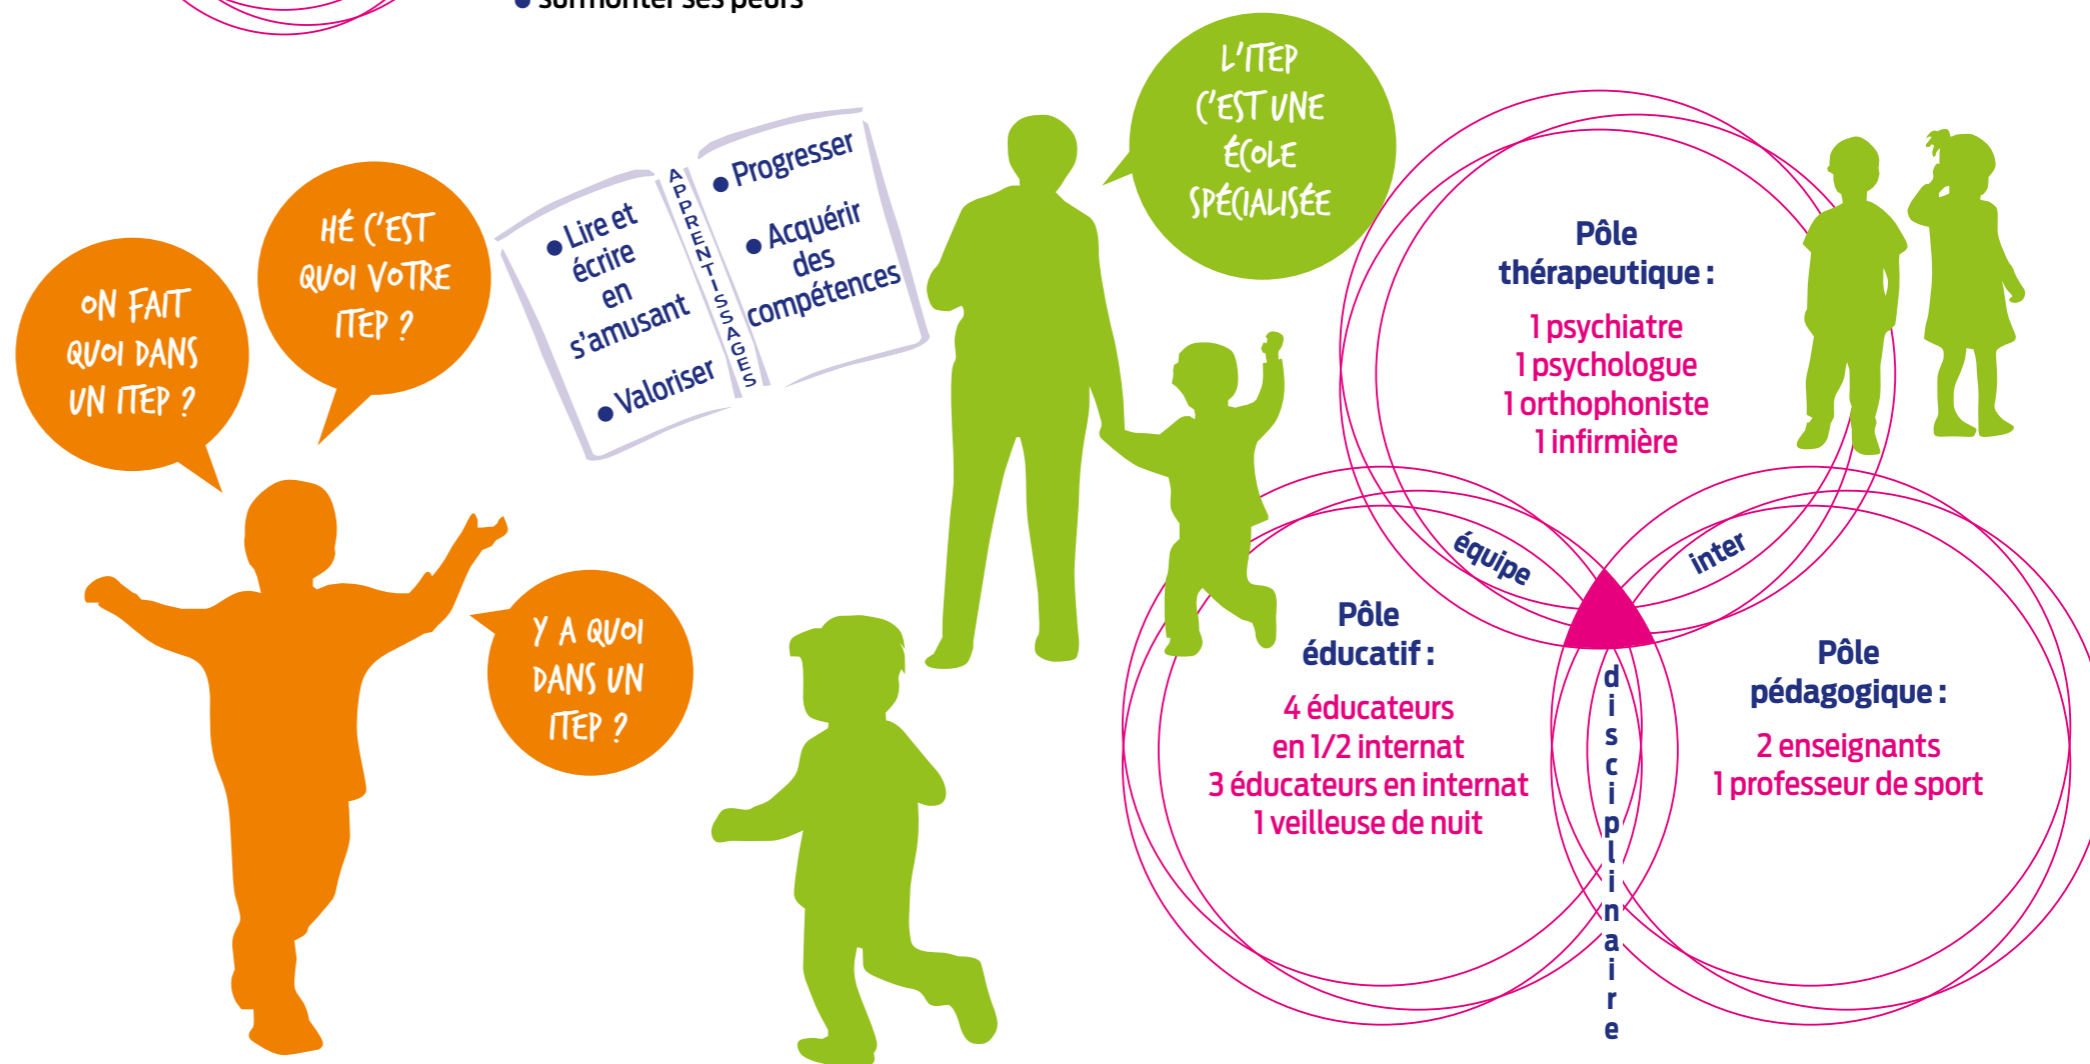 ● surmonter ses peurs
ON FAIT
QUOI DANS
UN ITEP ?
HÉ C'EST
QUOI VOTRE
ITEP ?
Y A QUOI
DANS UN
ITEP ?
● Lire et
écrire
en
s'amusant
● Valoriser
APPRENTISSAGES
● Progresser
● Acquérir
des
compétences
L'ITEP
C'EST UNE
ÉCOLE
SPÉCIALISÉE
Pôle
thérapeutique :
1 psychiatre
1 psychologue
1 orthophoniste
1 infirmière
équipe
inter
disciplinaire
Pôle
éducatif :
4 éducateurs
en 1/2 internat
3 éducateurs en internat
1 veilleuse de nuit
Pôle
pédagogique :
2 enseignants
1 professeur de sport